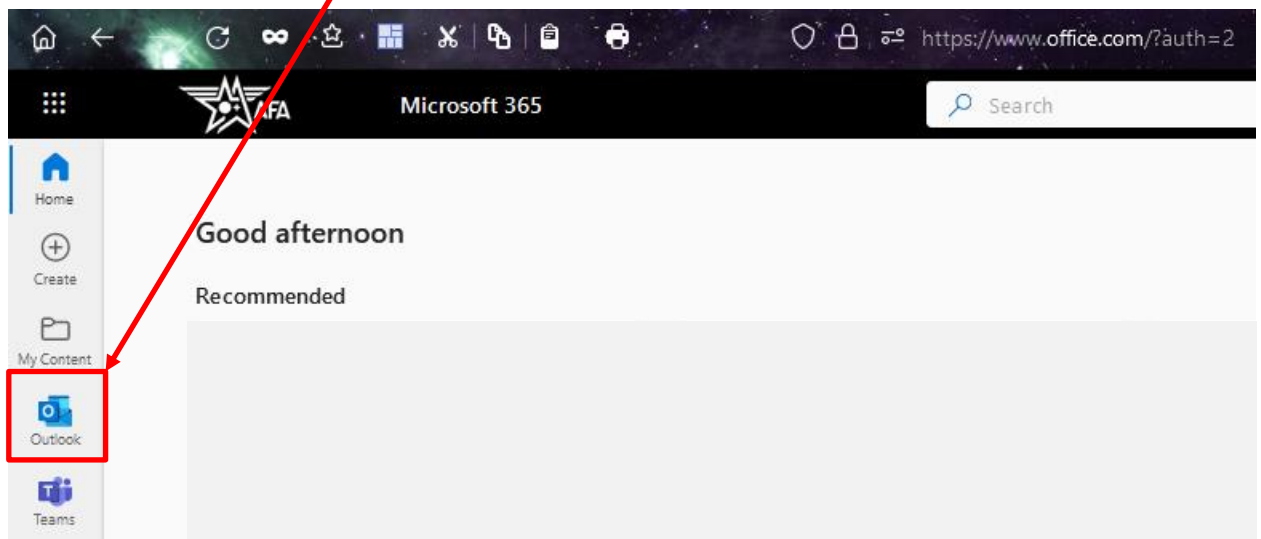 https://www.office.com/?auth=2
AFA
Microsoft 365
Search
Home
Create
My Content
Outlook
Teams
Good afternoon
Recommended